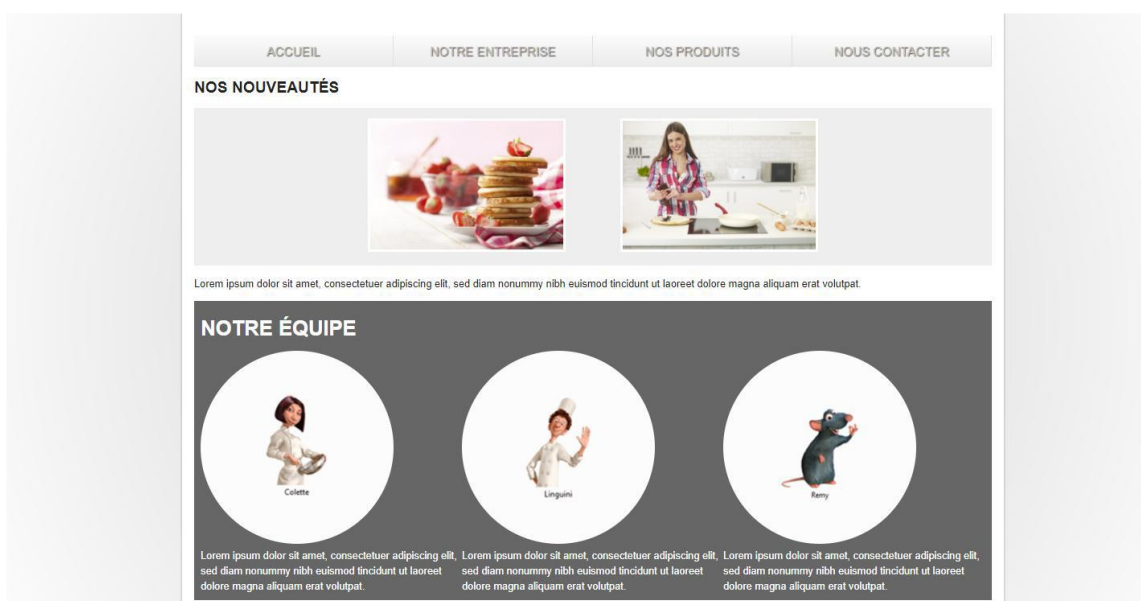 ACCUEIL NOTRE ENTREPRISE NOS PRODUITS NOUS CONTACTER
NOS NOUVEAUTÉS
Lorem ipsum dolor sit amet, consectetuer adipiscing elit, sed diam nonummy nibh euismod tincidunt ut laoreet dolore magna aliquam erat volutpat.
NOTRE ÉQUIPE
Colette
Linguini
Remy
Lorem ipsum dolor sit amet, consectetuer adipiscing elit,
sed diam nonummy nibh euismod tincidunt ut laoreet
dolore magna aliquam erat volutpat.
Lorem ipsum dolor sit amet, consectetuer adipiscing elit,
sed diam nonummy nibh euismod tincidunt ut laoreet
dolore magna aliquam erat volutpat.
Lorem ipsum dolor sit amet, consectetuer adipiscing elit,
sed diam nonummy nibh euismod tincidunt ut laoreet
dolore magna aliquam erat volutpat.